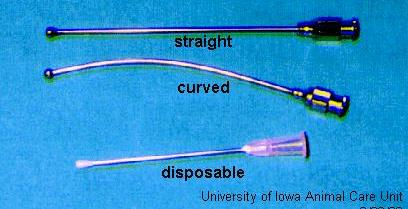 straight
curved
disposable
University of Iowa Animal Care Unit